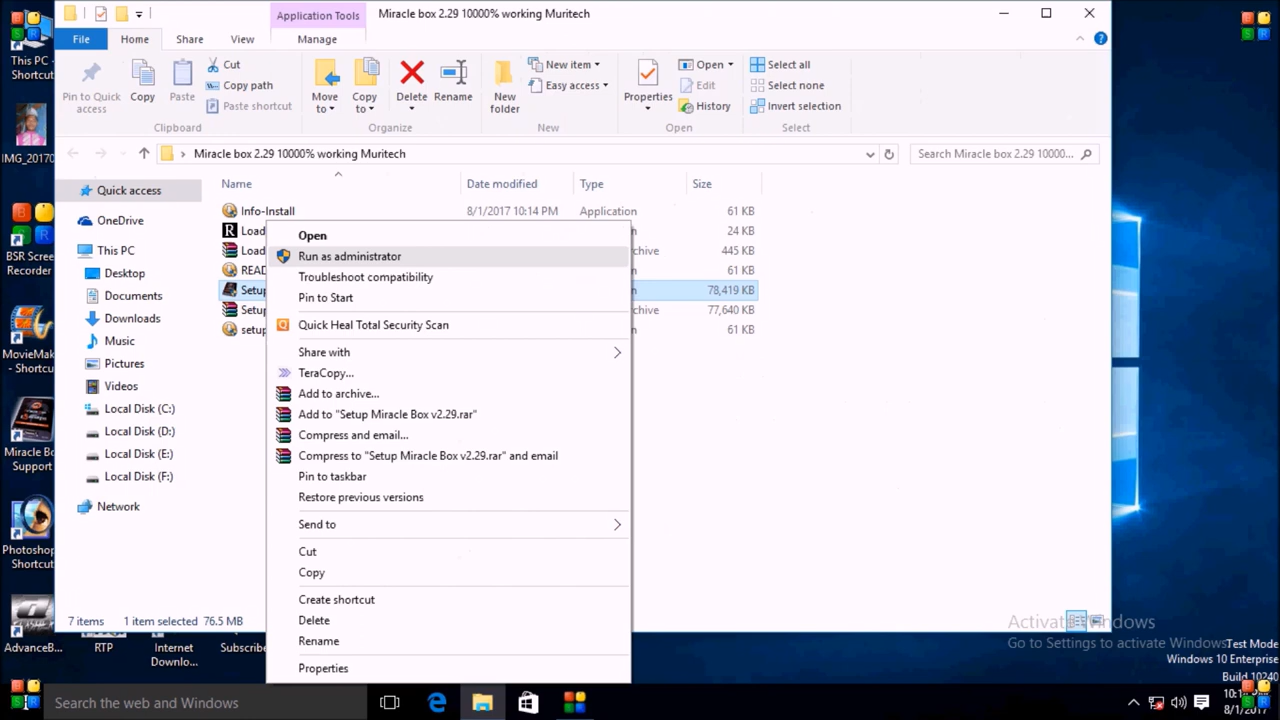 Application Tools
Miracle box 2.29 10000% working Muritech
File
Home
Share
View
Manage
Pin to Quick access
Copy
Paste
Cut
Copy path
Paste shortcut
Clipboard
Move to
Copy to
Delete
Rename
Organize
New folder
New item
Easy access
New
Properties
Open
Edit
History
Open
Select all
Select none
Invert selection
Select
Miracle box 2.29 10000% working Muritech
Search Miracle box 2.29 10000...
Name
Date modified
Type
Size
Quick access
OneDrive
This PC
Desktop
Documents
Downloads
Music
Pictures
Videos
Local Disk (C:)
Local Disk (D:)
Local Disk (E:)
Local Disk (F:)
Network
Info-Install 8/1/2017 10:14 PM Application 61 KB
Load 24 KB
Load 445 KB
READ 61 KB
Setup 78,419 KB
Setup 77,640 KB
setup 61 KB
Open
Run as administrator
Troubleshoot compatibility
Pin to Start
Quick Heal Total Security Scan
Share with
TeraCopy...
Add to archive...
Add to "Setup Miracle Box v2.29.rar"
Compress and email...
Compress to "Setup Miracle Box v2.29.rar" and email
Pin to taskbar
Restore previous versions
Send to
Cut
Copy
Create shortcut
Delete
Rename
Properties
7 items 1 item selected 76.5 MB
This PC - Shortcut
IMG_20170
BSR Screen Recorder
MovieMak - Shortcu
Miracle Box Support
Photoshop Shortcut
AdvanceB...
RTP
Internet Downlo...
Subscribe
Activate Windows
Go to Settings to activate Windows.
Test Mode
Windows 10 Enterprise
Build 10240
Search the web and Windows
8/1/2017